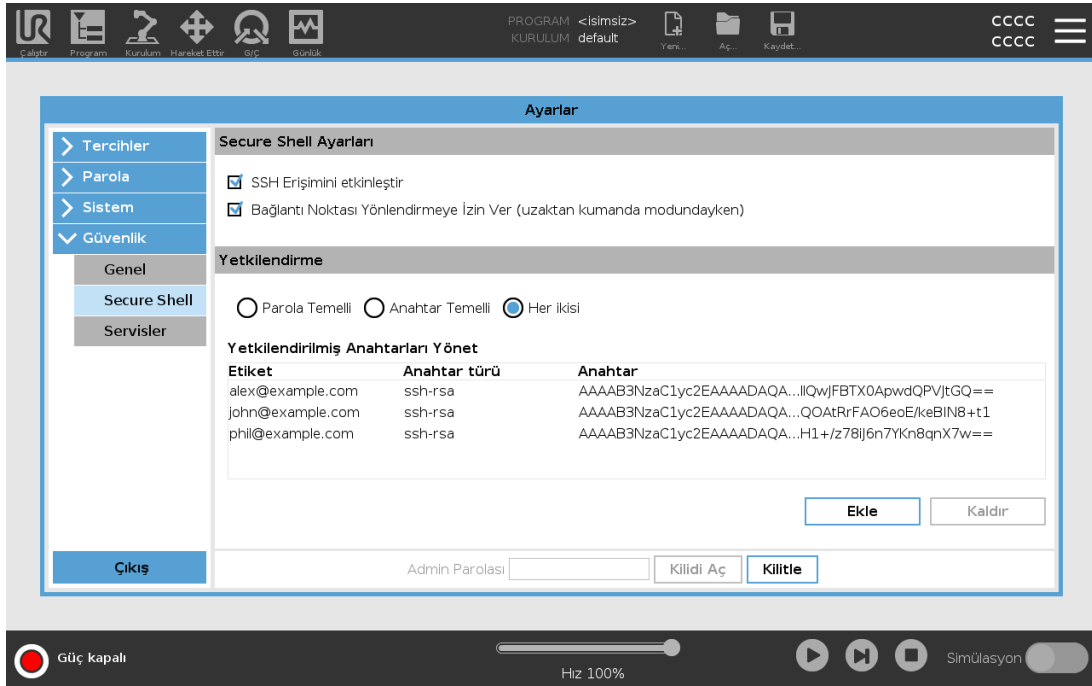 PROGRAM <isimsiz>
KURULUM default
cccc
cccc
Çalıştır Program Kurulum Hareket Ettir G/Ç Günlük Yeni... Aç... Kaydet...
Ayarlar
Tercihler
Parola
Sistem
Güvenlik
Genel
Secure Shell
Servisler
Çıkış
Secure Shell Ayarları
SSH Erişimini etkinleştir
Bağlantı Noktası Yönlendirmeye İzin Ver (uzaktan kumanda modundayken)
Yetkilendirme
Parola Temelli Anahtar Temelli Her ikisi
Yetkilendirilmiş Anahtarları Yönet
Etiket Anahtar türü Anahtar
alex@example.com ssh-rsa AAAAB3NzaC1yc2EAAAADAQA...IlQwJFBTX0ApwdQPVJtGQ==
john@example.com ssh-rsa AAAAB3NzaC1yc2EAAAADAQA...QOAtRrFAO6eoE/keBIN8+t1
phil@example.com ssh-rsa AAAAB3NzaC1yc2EAAAADAQA...H1+/z78iJ6n7YKn8qnX7w==
Ekle Kaldır
Admin Parolası Kilidi Aç Kilitle
Güç kapalı
Hız 100%
Simülasyon